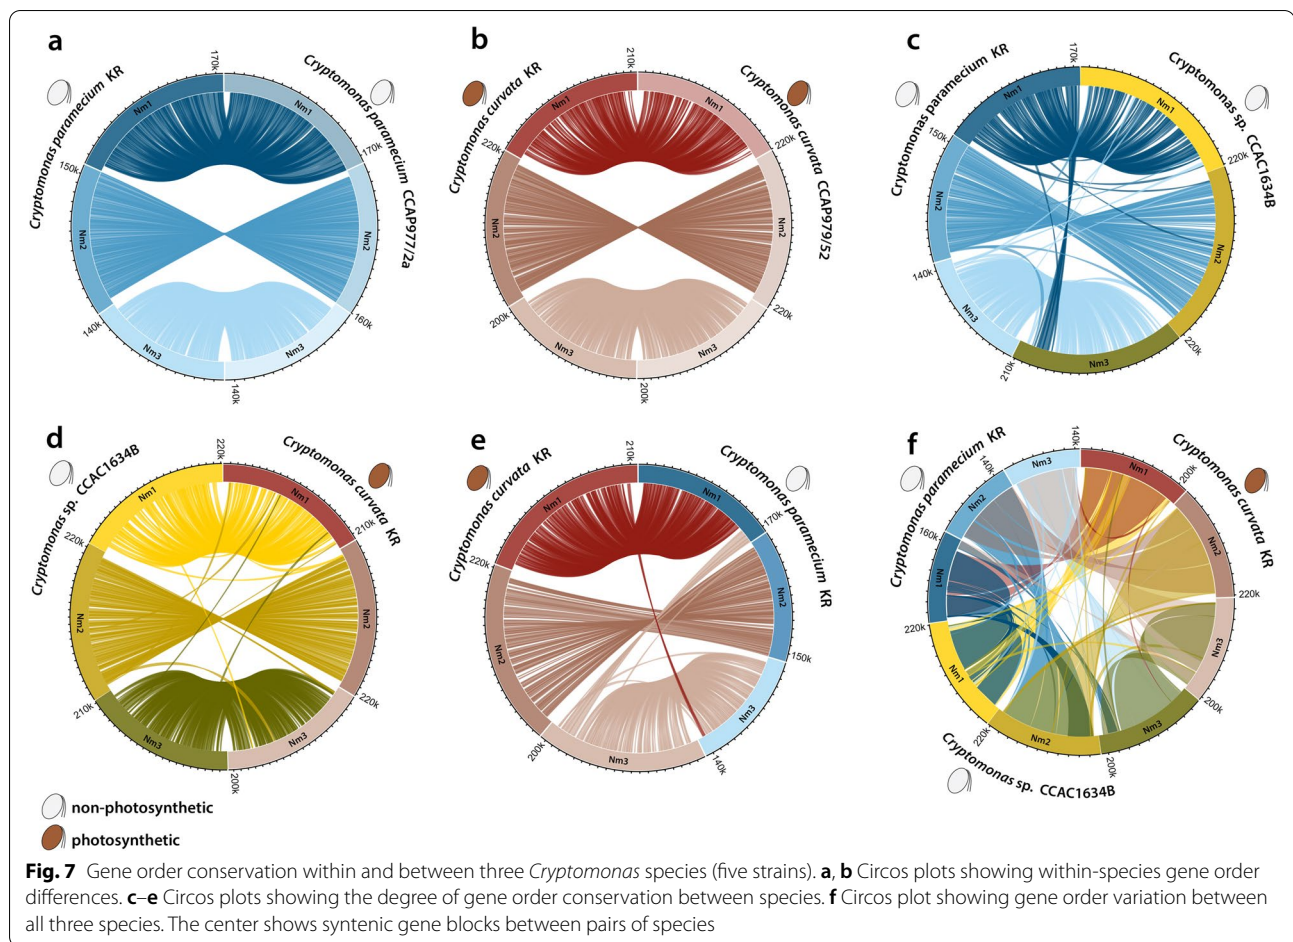 a
170k
Cryptomonas paramecium KR
Cryptomonas paramecium CCAP977/2a
Nm1
Nm1
150k
170k
Nm2
Nm2
140k
160k
Nm3
Nm3
140k
b
210k
Cryptomonas curvata KR
Cryptomonas curvata CCAP979/52
Nm1
Nm1
220k
220k
Nm2
Nm2
200k
220k
Nm3
Nm3
200k
c
170k
Cryptomonas paramecium KR
Cryptomonas sp. CCAC1634B
Nm1
Nm1
150k
220k
Nm2
Nm2
140k
220k
Nm3
Nm3
210k
d
220k
Cryptomonas sp. CCAC1634B
Cryptomonas curvata KR
Nm1
Nm1
220k
210k
Nm2
Nm2
210k
220k
Nm3
Nm3
200k
e
210k
Cryptomonas curvata KR
Cryptomonas paramecium KR
Nm1
Nm1
220k
170k
Nm2
Nm2
200k
150k
Nm3
Nm3
140k
f
140k
Cryptomonas paramecium KR
Cryptomonas curvata KR
140k
Nm3
Nm1
200k
Nm2
Nm2
160k
Nm1
220k
220k
Nm1
Nm3
220k
Nm2
Nm3
200k
200k
Cryptomonas sp. CCAC1634B
non-photosynthetic
photosynthetic
Fig. 7 Gene order conservation within and between three Cryptomonas species (five strains). a, b Circos plots showing within-species gene order
differences. c–e Circos plots showing the degree of gene order conservation between species. f Circos plot showing gene order variation between
all three species. The center shows syntenic gene blocks between pairs of species